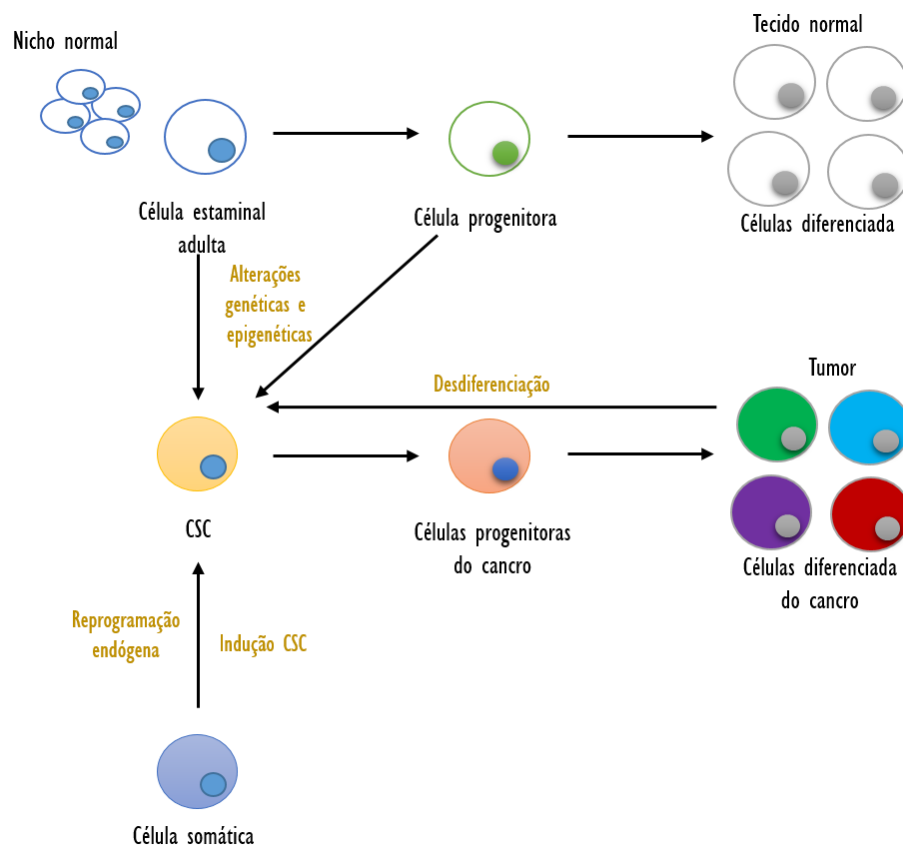 Nicho normal
Tecido normal
Célula estaminal
adulta
Célula progenitora
Células diferenciada
Alterações
genéticas e
epigenéticas
Desdiferenciação
Tumor
CSC
Células progenitoras
do cancro
Células diferenciada
do cancro
Reprogramação
endógena
Indução CSC
Célula somática